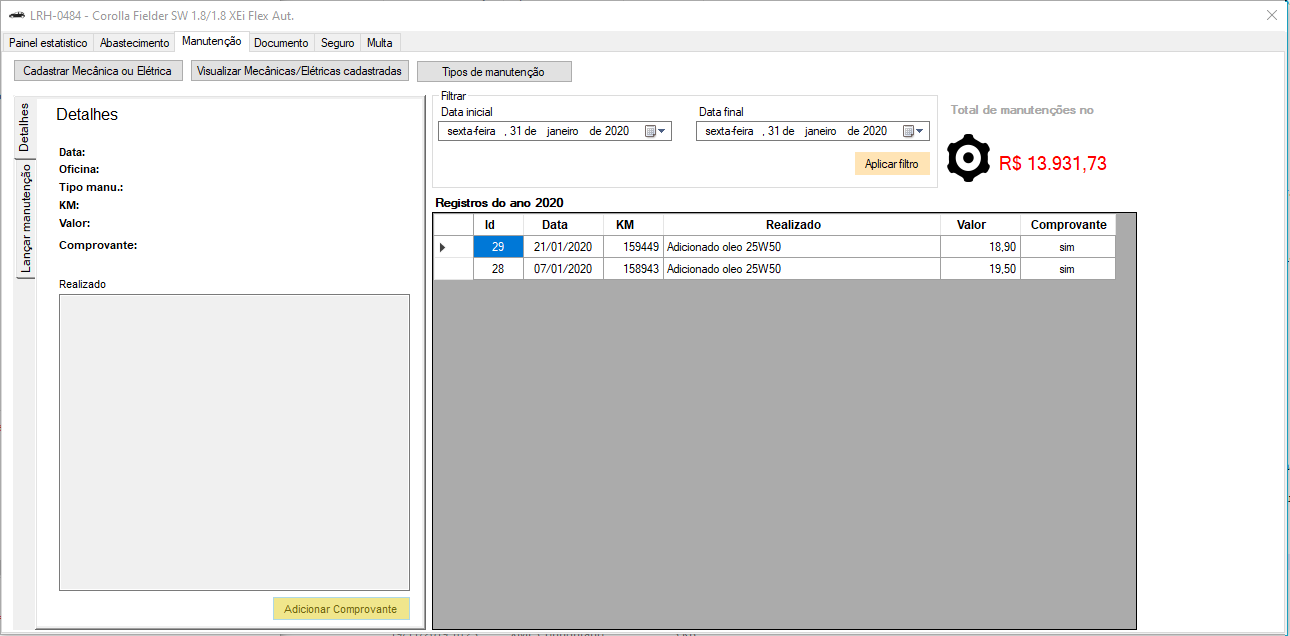 LRH-0484 - Corolla Fielder SW 1.8/1.8 XEi Flex Aut.
Painel estatistico Abastecimento Manutenção Documento Seguro Multa
Cadastrar Mecânica ou Elétrica Visualizar Mecânicas/Elétricas cadastradas Tipos de manutenção
Detalhes
Lançar manutenção
Detalhes
Data:
Oficina:
Tipo manu.:
KM:
Valor:
Comprovante:
Realizado
Adicionar Comprovante
Filtrar
Data inicial Data final
sexta-feira , 31 de janeiro de 2020 sexta-feira , 31 de janeiro de 2020
Aplicar filtro
Total de manutenções no
R$ 13.931,73
Registros do ano 2020
Id Data KM Realizado Valor Comprovante
29 21/01/2020 159449 Adicionado oleo 25W50 18,90 sim
28 07/01/2020 158943 Adicionado oleo 25W50 19,50 sim